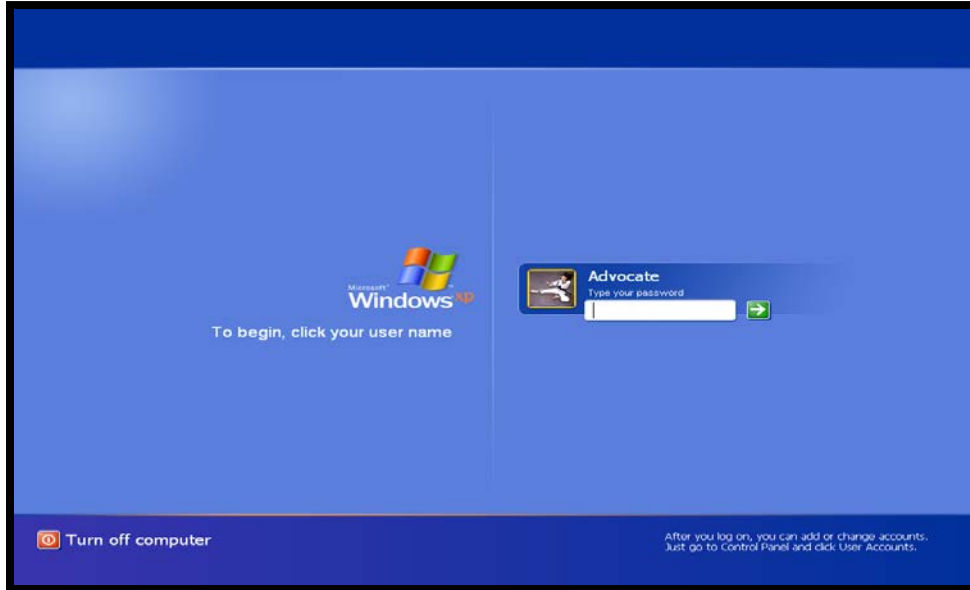 Microsoft
Windows xp
To begin, click your user name
Advocate
Type your password
Turn off computer
After you log on, you can add or change accounts.
Just go to Control Panel and click User Accounts.